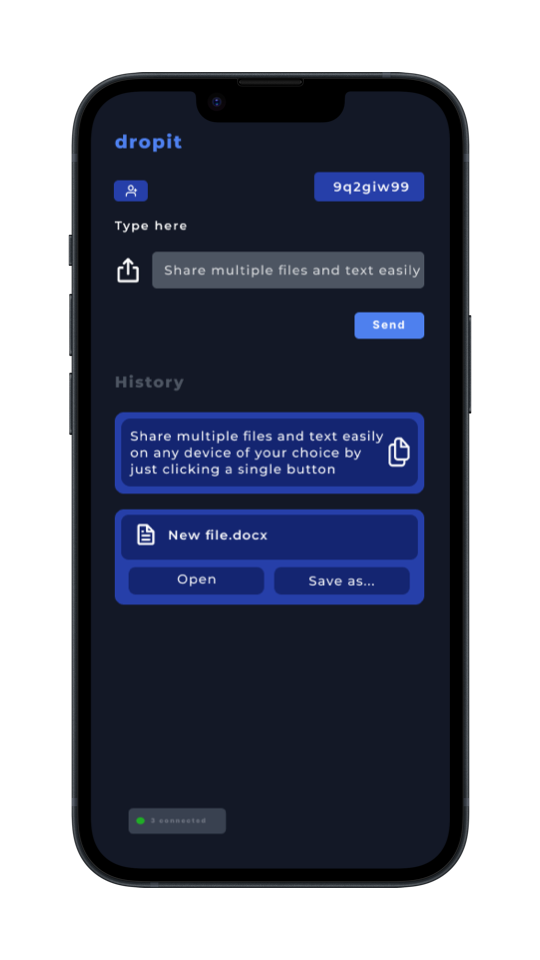 dropit
9q2giw99
Type here
Share multiple files and text easily
Send
History
Share multiple files and text easily
on any device of your choice by
just clicking a single button
New file.docx
Open
Save as...
3 connected